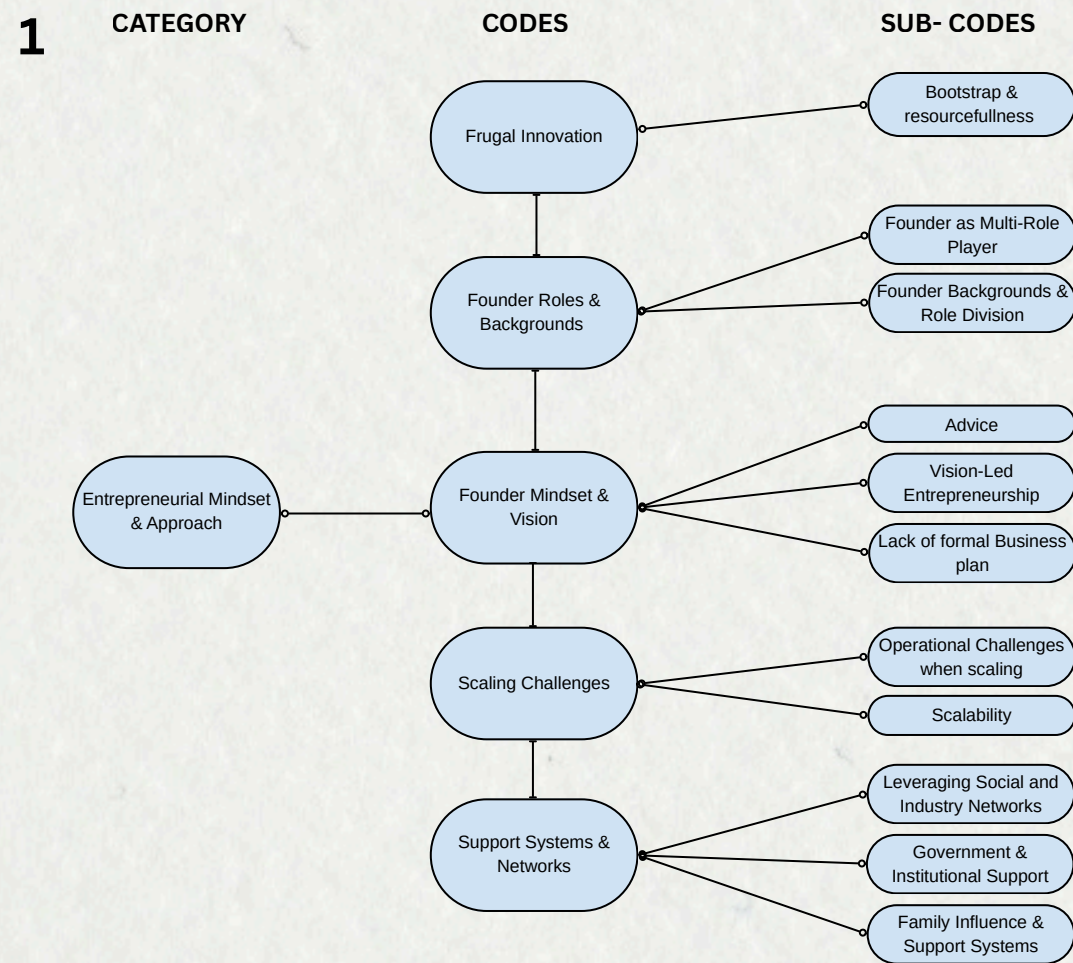 1
CATEGORY
CODES
SUB- CODES
Frugal Innovation
Bootstrap &
resourcefullness
Founder Roles &
Backgrounds
Founder as Multi-Role
Player
Founder Backgrounds &
Role Division
Entrepreneurial Mindset
& Approach
Founder Mindset &
Vision
Advice
Vision-Led
Entrepreneurship
Lack of formal Business
plan
Scaling Challenges
Operational Challenges
when scaling
Scalability
Support Systems &
Networks
Leveraging Social and
Industry Networks
Government &
Institutional Support
Family Influence &
Support Systems